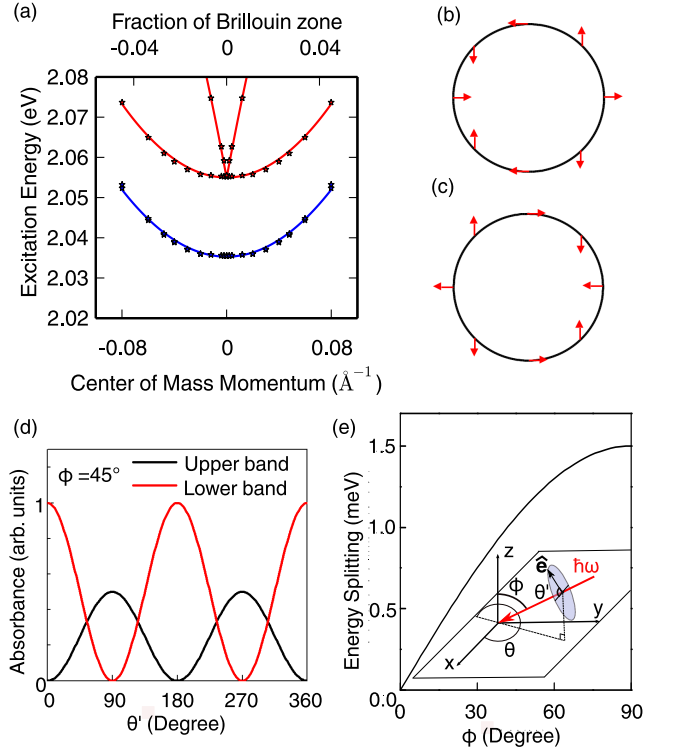 (a)
Fraction of Brillouin zone
-0.04 0 0.04
2.08
2.07
2.06
2.05
2.04
2.03
2.02
Excitation Energy (eV)
-0.08 0 0.08
Center of Mass Momentum (Å⁻¹)
(b)
(c)
(d)
Φ =45°
Upper band
Lower band
1
0
Absorbance (arb. units)
0 90 180 270 360
θ' (Degree)
(e)
1.5
1.0
0.5
0.0
Energy Splitting (meV)
z
ê
ħω
Φ
θ'
y
θ
x
0 30 60 90
Φ (Degree)